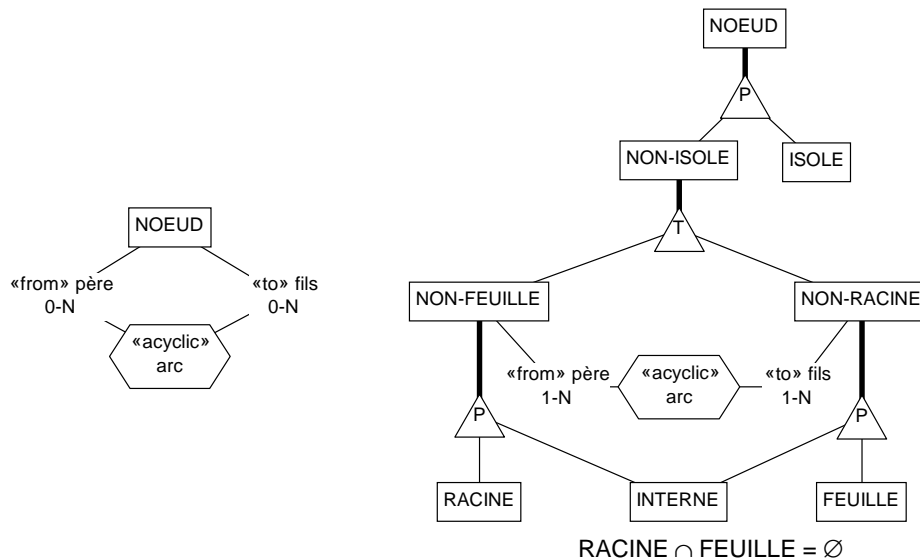 NOEUD
«from» père
0-N
«to» fils
0-N
«acyclic»
arc
NOEUD
P
NON-ISOLE
ISOLE
T
NON-FEUILLE
NON-RACINE
«from» père
1-N
«acyclic»
arc
«to» fils
1-N
P
P
RACINE
INTERNE
FEUILLE
RACINE ∩ FEUILLE = ∅